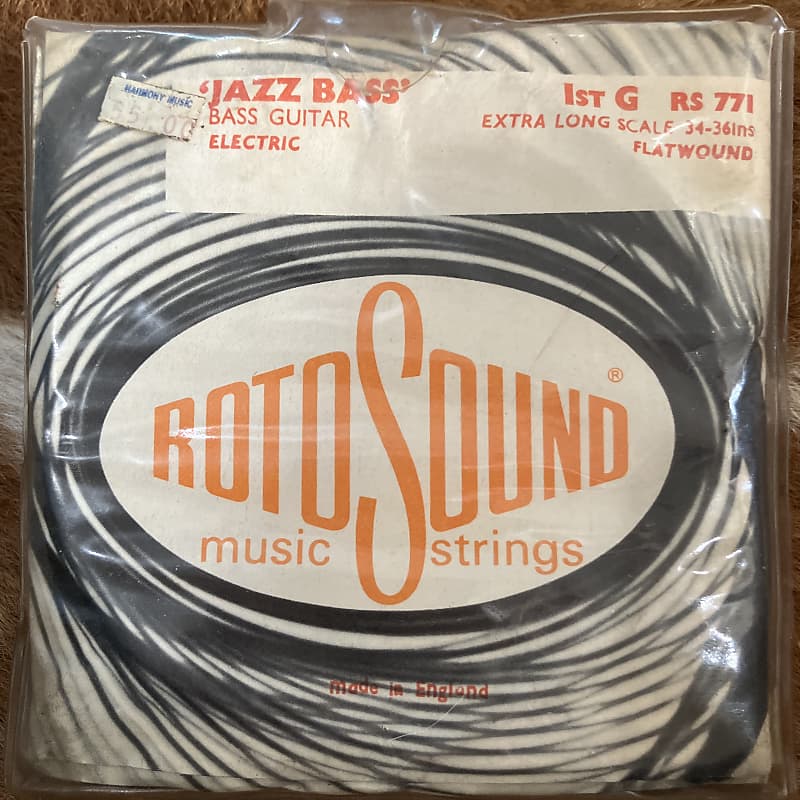 HARMONY MUSIC
'JAZZ BASS'
BASS GUITAR
ELECTRIC
1ST G RS 771
EXTRA LONG SCALE 34-36Ins
FLATWOUND
ROTOSOUND ®
music strings
Made in England